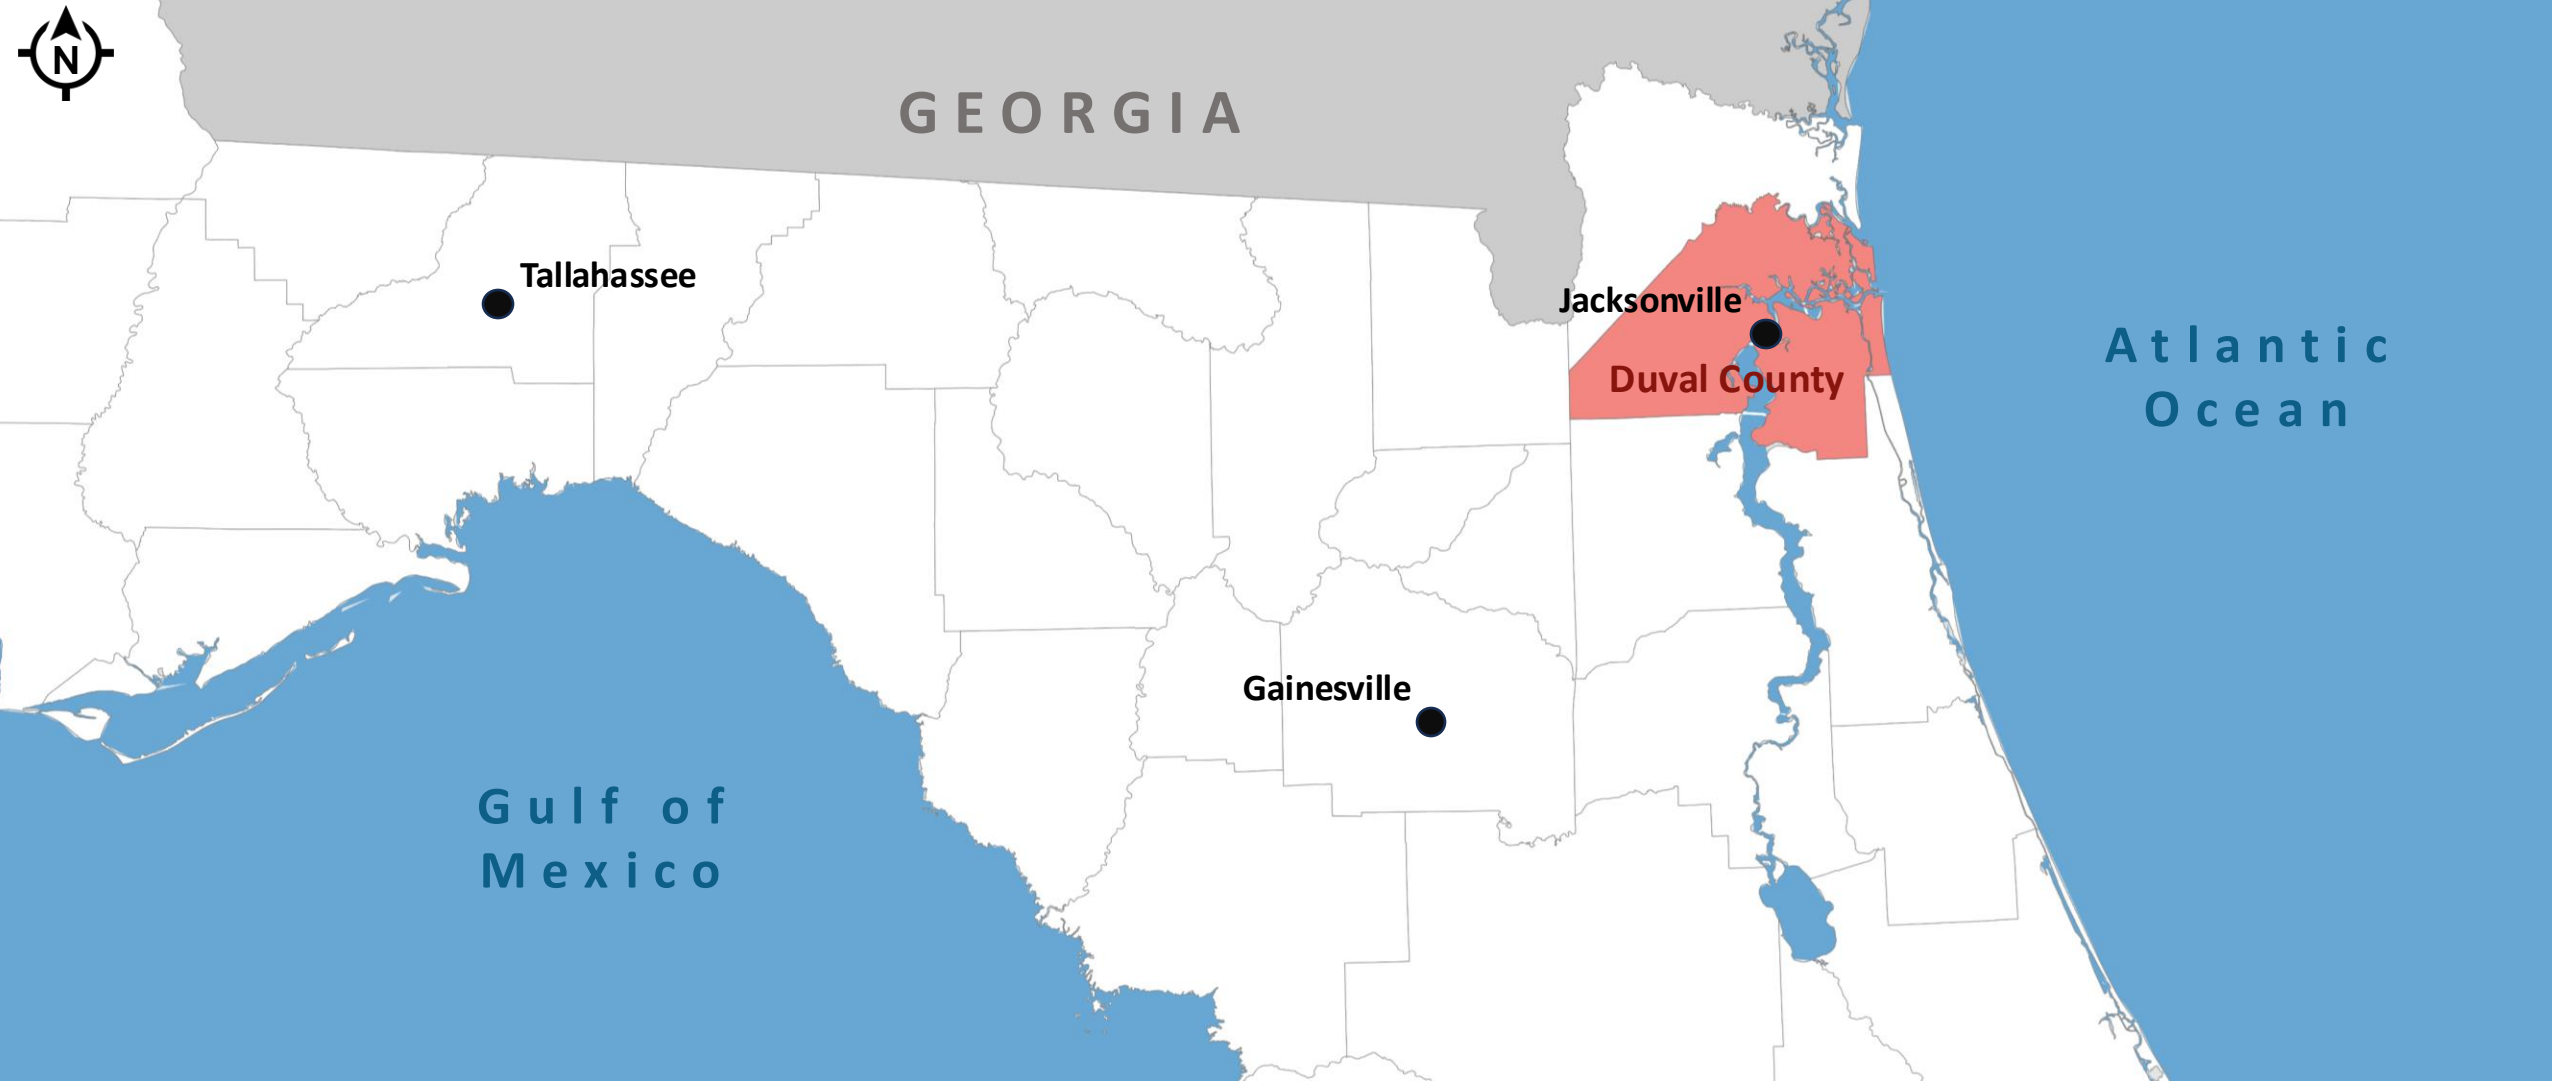 N
GEORGIA
Tallahassee
Jacksonville
Duval County
Atlantic
Ocean
Gainesville
Gulf of
Mexico